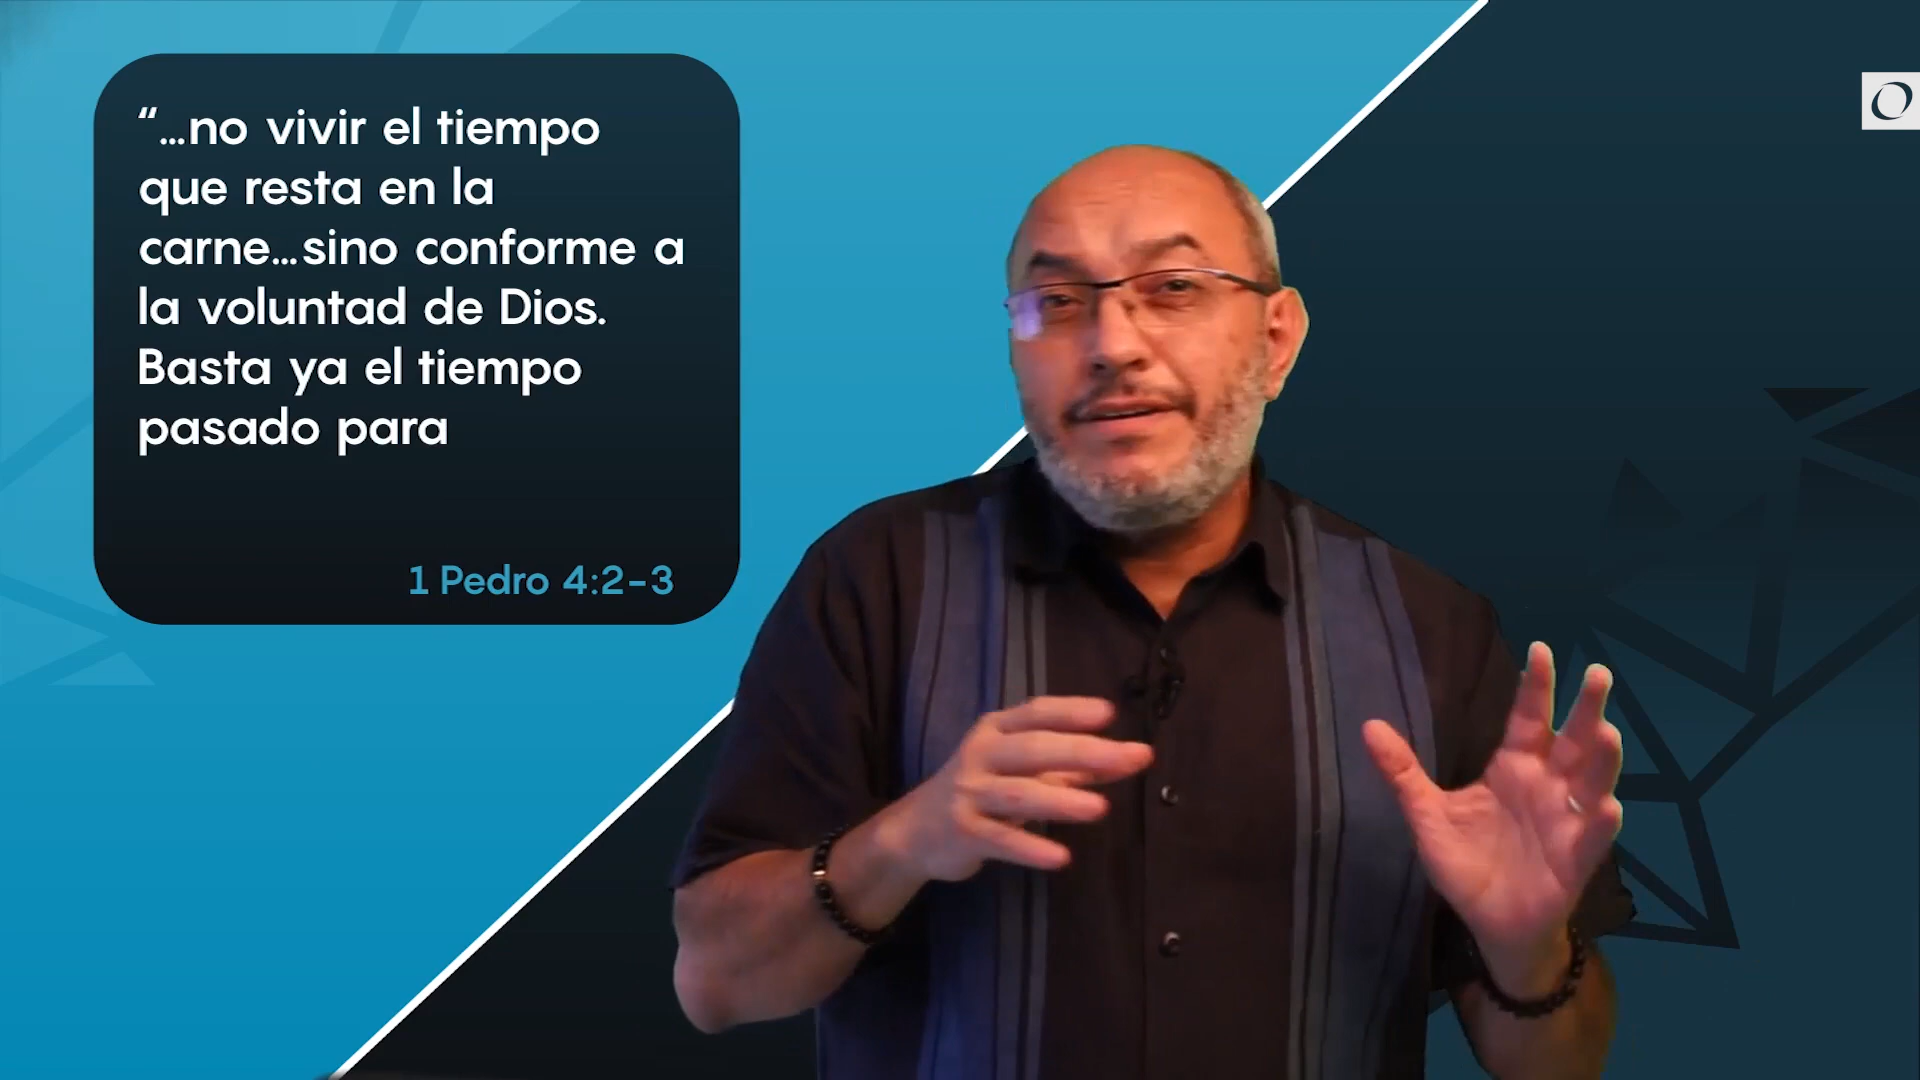 “...no vivir el tiempo
que resta en la
carne...sino conforme a
la voluntad de Dios.
Basta ya el tiempo
pasado para
1 Pedro 4:2-3